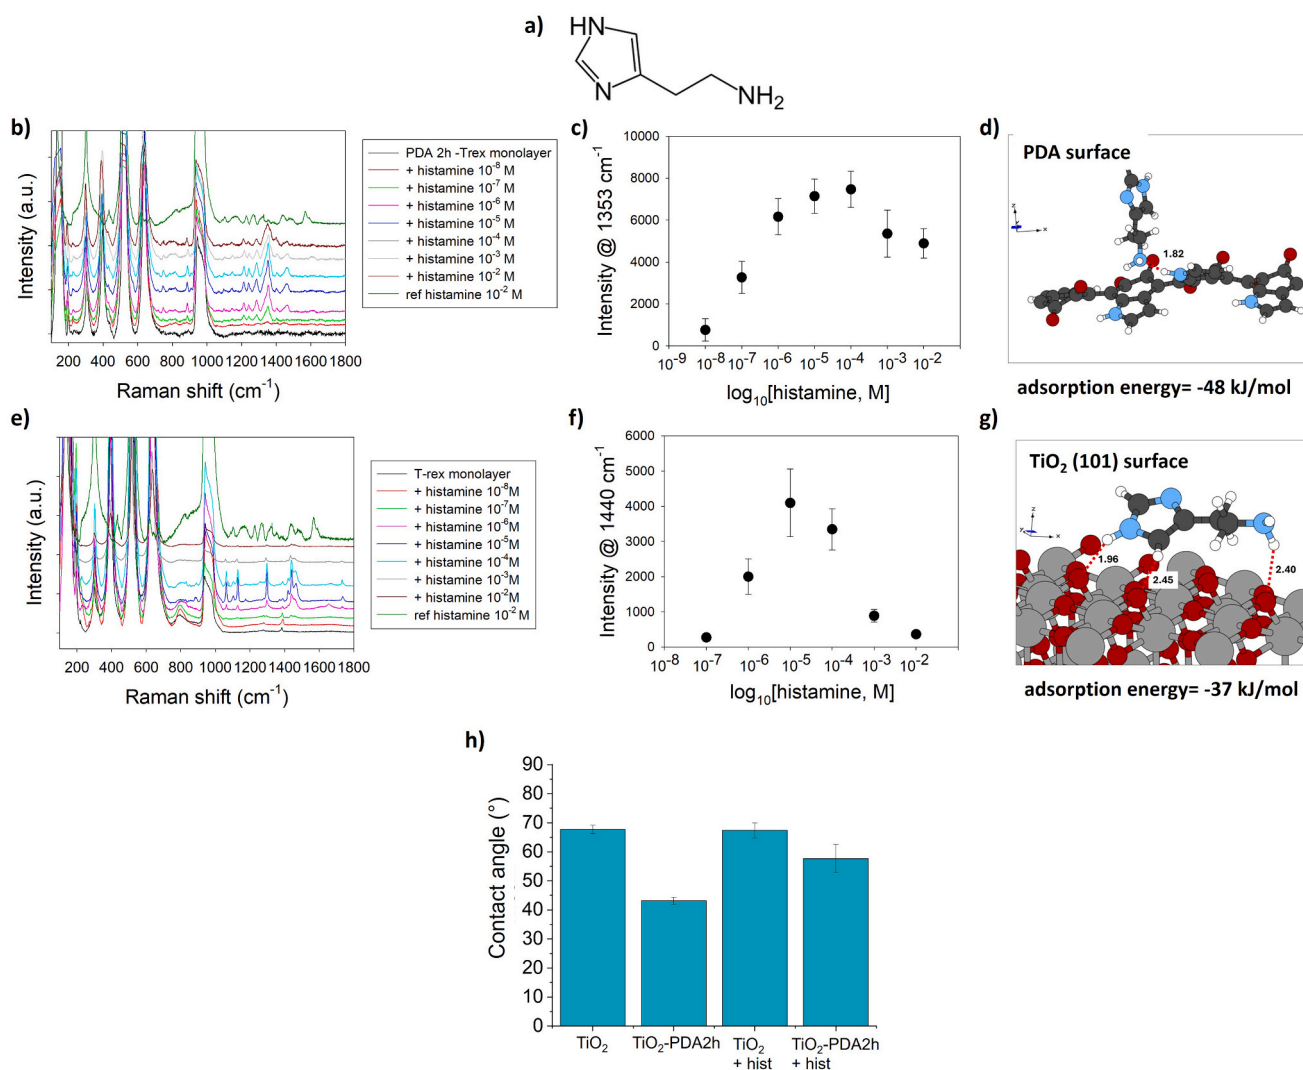 a)
HN
N
NH2
b)
Intensity (a.u.)
200 400 600 800 1000 1200 1400 1600 1800
Raman shift (cm-1)
PDA 2h -Trex monolayer
+ histamine 10-8 M
+ histamine 10-7 M
+ histamine 10-6 M
+ histamine 10-5 M
+ histamine 10-4 M
+ histamine 10-3 M
+ histamine 10-2 M
ref histamine 10-2 M
c)
Intensity @ 1353 cm-1
10000
8000
6000
4000
2000
0
10-9 10-8 10-7 10-6 10-5 10-4 10-3 10-2
log10[histamine, M]
d)
PDA surface
z
x
1.82
adsorption energy= -48 kJ/mol
e)
Intensity (a.u.)
200 400 600 800 1000 1200 1400 1600 1800
Raman shift (cm-1)
T-rex monolayer
+ histamine 10-8M
+ histamine 10-7M
+ histamine 10-6M
+ histamine 10-5M
+ histamine 10-4M
+ histamine 10-3M
+ histamine 10-2M
ref histamine 10-2 M
f)
Intensity @ 1440 cm-1
6000
5000
4000
3000
2000
1000
0
10-8 10-7 10-6 10-5 10-4 10-3 10-2
log10[histamine, M]
g)
TiO2 (101) surface
z
y
x
1.96
2.45
2.40
adsorption energy= -37 kJ/mol
h)
Contact angle (°)
90
80
70
60
50
40
30
20
10
0
TiO2
TiO2-PDA2h
TiO2
+ hist
TiO2-PDA2h
+ hist